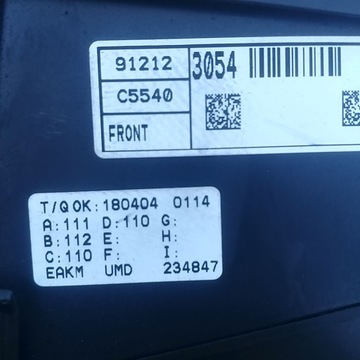 91212 3054
C5540
FRONT
T/Q OK:180404 0114
A:111 D:110 G:
B:112 E: H:
C:110 F: I:
EAKM UMD 234847